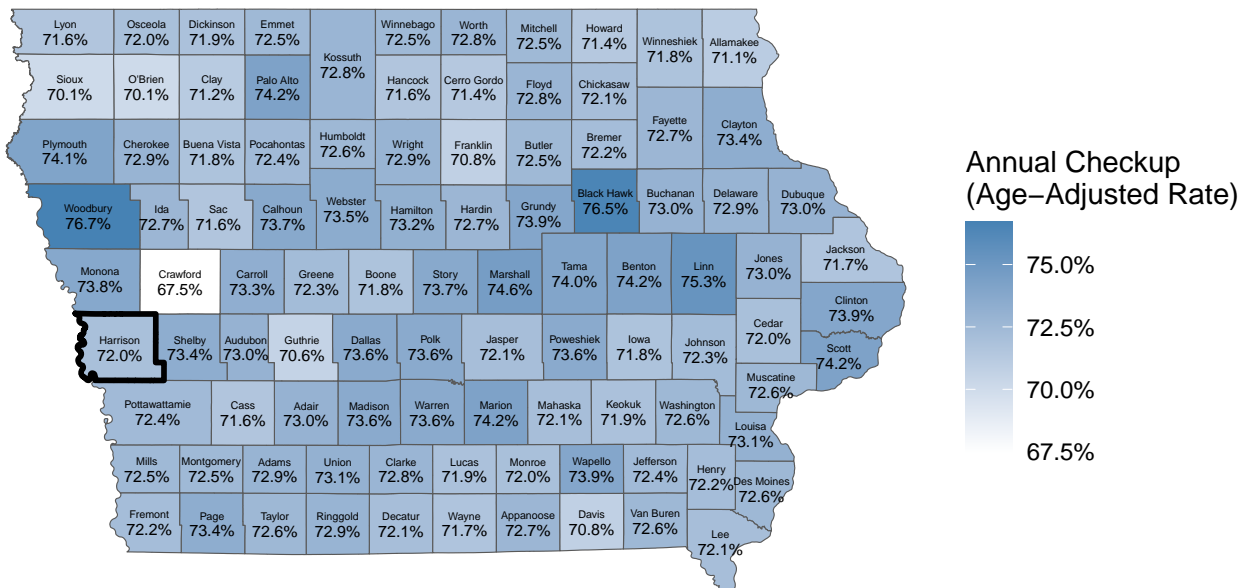 Lyon
71.6%
Osceola
72.0%
Dickinson
71.9%
Emmet
72.5%
Kossuth
72.8%
Winnebago
72.5%
Worth
72.8%
Mitchell
72.5%
Howard
71.4%
Winneshiek
71.8%
Allamakee
71.1%
Sioux
70.1%
O'Brien
70.1%
Clay
71.2%
Palo Alto
74.2%
Hancock
71.6%
Cerro Gordo
71.4%
Floyd
72.8%
Chickasaw
72.1%
Fayette
72.7%
Clayton
73.4%
Plymouth
74.1%
Cherokee
72.9%
Buena Vista
71.8%
Pocahontas
72.4%
Humboldt
72.6%
Wright
72.9%
Franklin
70.8%
Butler
72.5%
Bremer
72.2%
Woodbury
76.7%
Ida
72.7%
Sac
71.6%
Calhoun
73.7%
Webster
73.5%
Hamilton
73.2%
Hardin
72.7%
Grundy
73.9%
Black Hawk
76.5%
Buchanan
73.0%
Delaware
72.9%
Dubuque
73.0%
Monona
73.8%
Crawford
67.5%
Carroll
73.3%
Greene
72.3%
Boone
71.8%
Story
73.7%
Marshall
74.6%
Tama
74.0%
Benton
74.2%
Linn
75.3%
Jones
73.0%
Jackson
71.7%
Clinton
73.9%
Harrison
72.0%
Shelby
73.4%
Audubon
73.0%
Guthrie
70.6%
Dallas
73.6%
Polk
73.6%
Jasper
72.1%
Poweshiek
73.6%
Iowa
71.8%
Johnson
72.3%
Cedar
72.0%
Scott
74.2%
Muscatine
72.6%
Pottawattamie
72.4%
Cass
71.6%
Adair
73.0%
Madison
73.6%
Warren
73.6%
Marion
74.2%
Mahaska
72.1%
Keokuk
71.9%
Washington
72.6%
Louisa
73.1%
Mills
72.5%
Montgomery
72.5%
Adams
72.9%
Union
73.1%
Clarke
72.8%
Lucas
71.9%
Monroe
72.0%
Wapello
73.9%
Jefferson
72.4%
Henry
72.2%
Des Moines
72.6%
Fremont
72.2%
Page
73.4%
Taylor
72.6%
Ringgold
72.9%
Decatur
72.1%
Wayne
71.7%
Appanoose
72.7%
Davis
70.8%
Van Buren
72.6%
Lee
72.1%
Annual Checkup
(Age−Adjusted Rate)
75.0%
72.5%
70.0%
67.5%